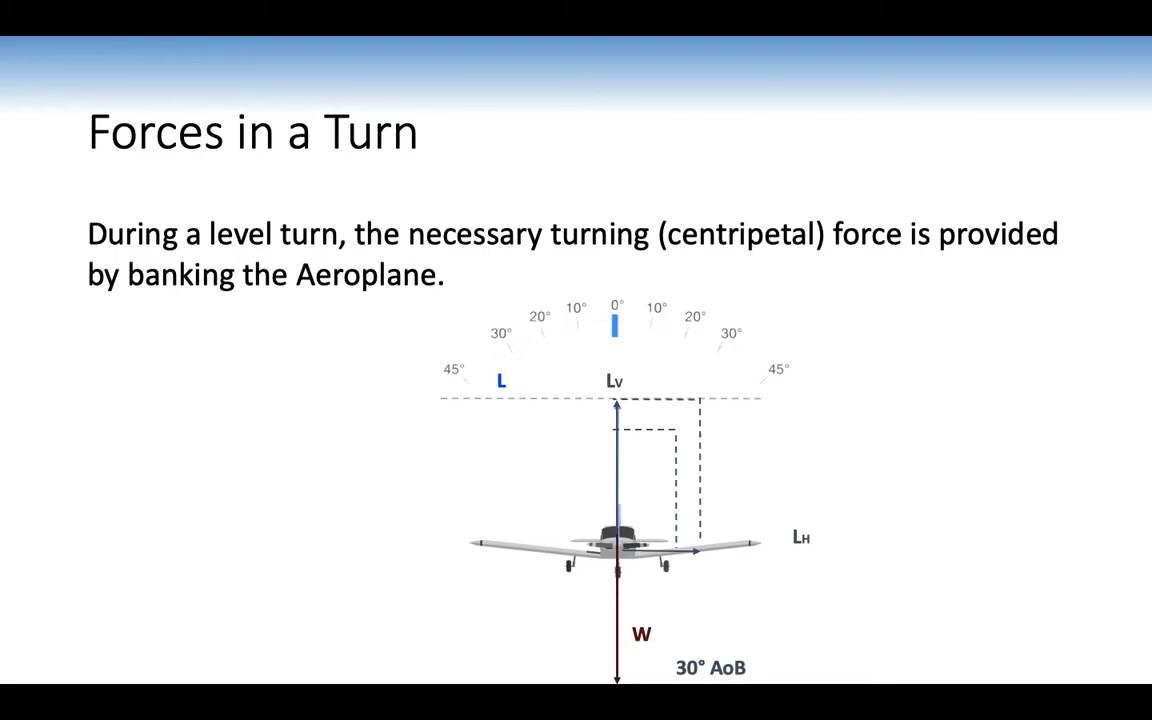 Forces in a Turn
During a level turn, the necessary turning (centripetal) force is provided
by banking the Aeroplane.
0°
10° 10°
20° 20°
30° 30°
45° 45°
L LV
LH
W
30° AoB